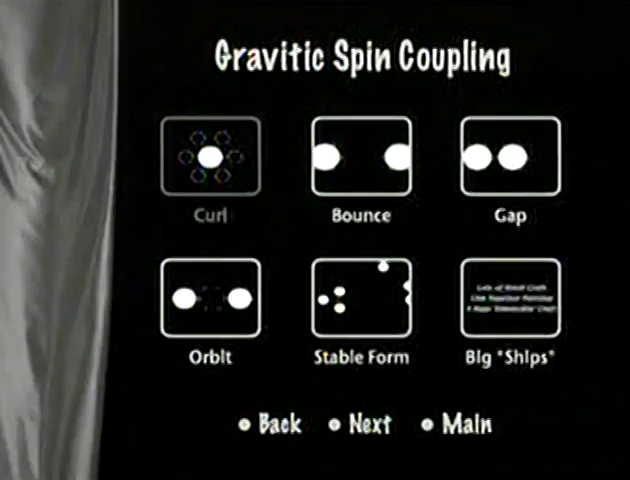 Gravitic Spin Coupling
Curl
Bounce
Gap
Orbit
Stable Form
Big "Ships"
Back
Next
Main